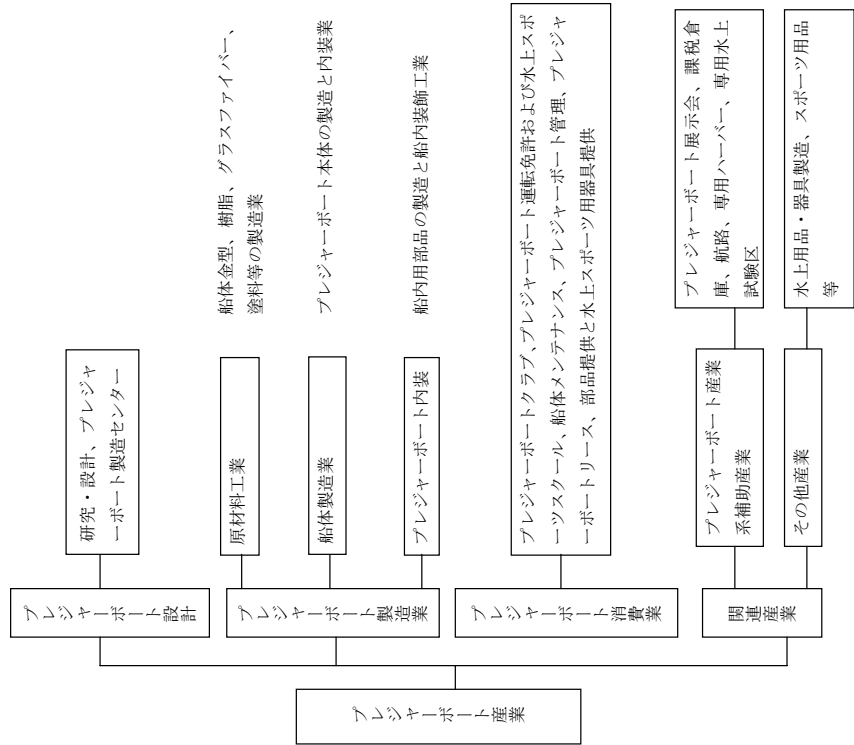 プレジャーボート産業
プレジャーボート設
計
研究・設計、プレジャ
ーボート製造センター
プレジャーボート製造
業
原材料工業
船体金型、樹脂、グラスファイバー、
塗料等の製造業
船体製造業
プレジャーボート本体の製造と内装業
プレジャーボート内装
船内用部品の製造と船内装飾工業
プレジャーボート消
費業
プレジャーボートクラブ、プレジャーボート運転免許および水上スポ
ーツスクール、船体メンテナンス、プレジャーボート管理、プレジャ
ーボートリース、部品提供と水上スポーツ用器具提供
関連産業
プレジャーボート産業
系補助産業
プレジャーボート展示会、課税倉
庫、航路、専用ハーバー、専用水上
試験区
その他産業
水上用品・器具製造、スポーツ用品
等